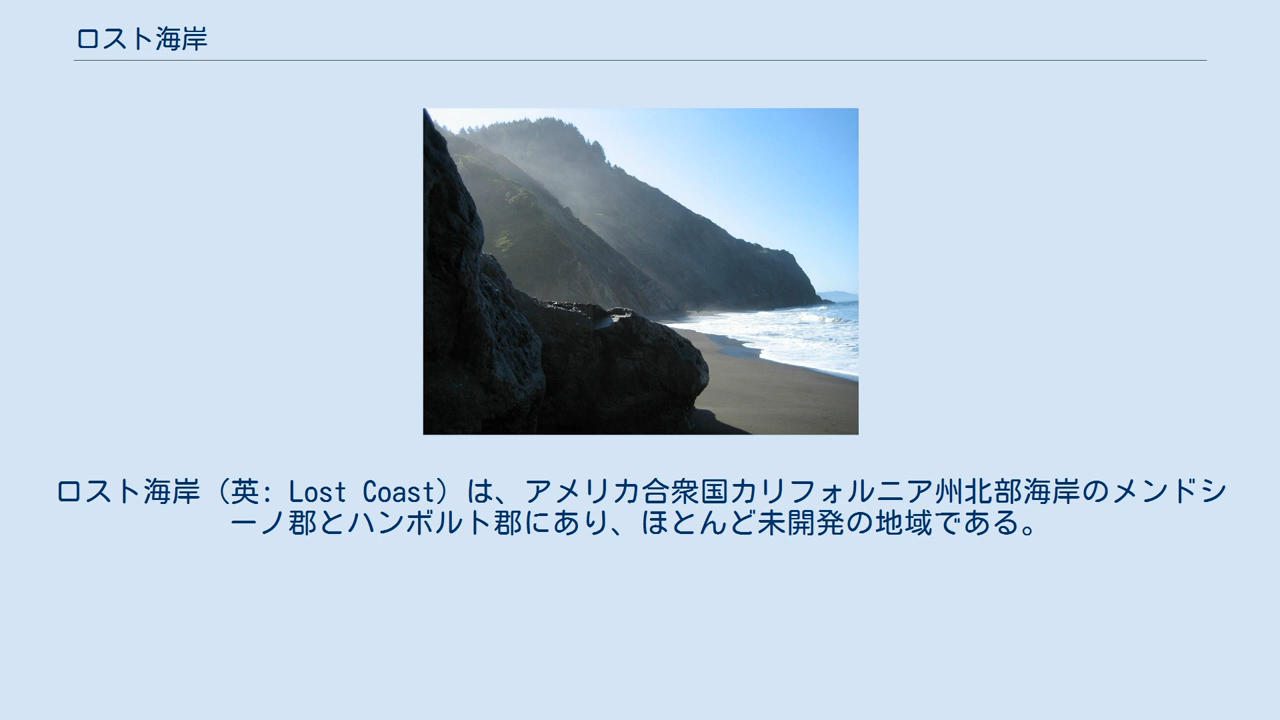 ロスト海岸
ロスト海岸（英: Lost Coast）は、アメリカ合衆国カリフォルニア州北部海岸のメンドシ
ーノ郡とハンボルト郡にあり、ほとんど未開発の地域である。